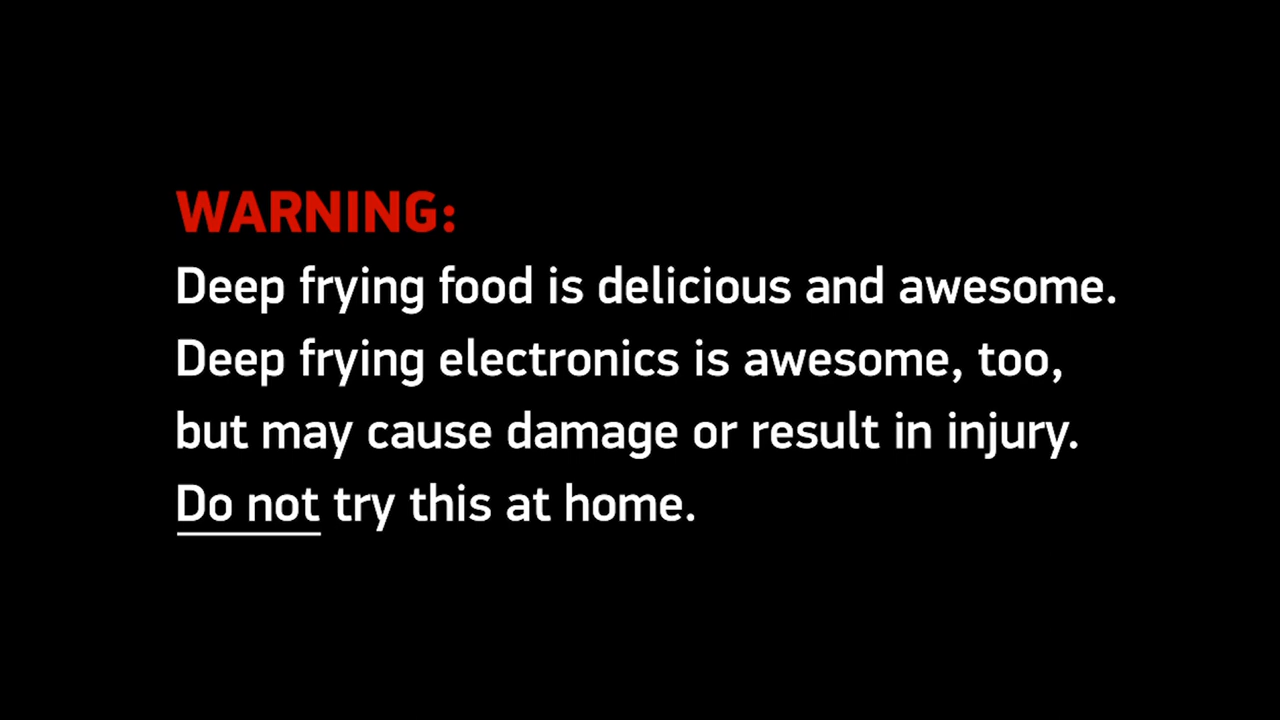 WARNING:
Deep frying food is delicious and awesome.
Deep frying electronics is awesome, too,
but may cause damage or result in injury.
Do not try this at home.